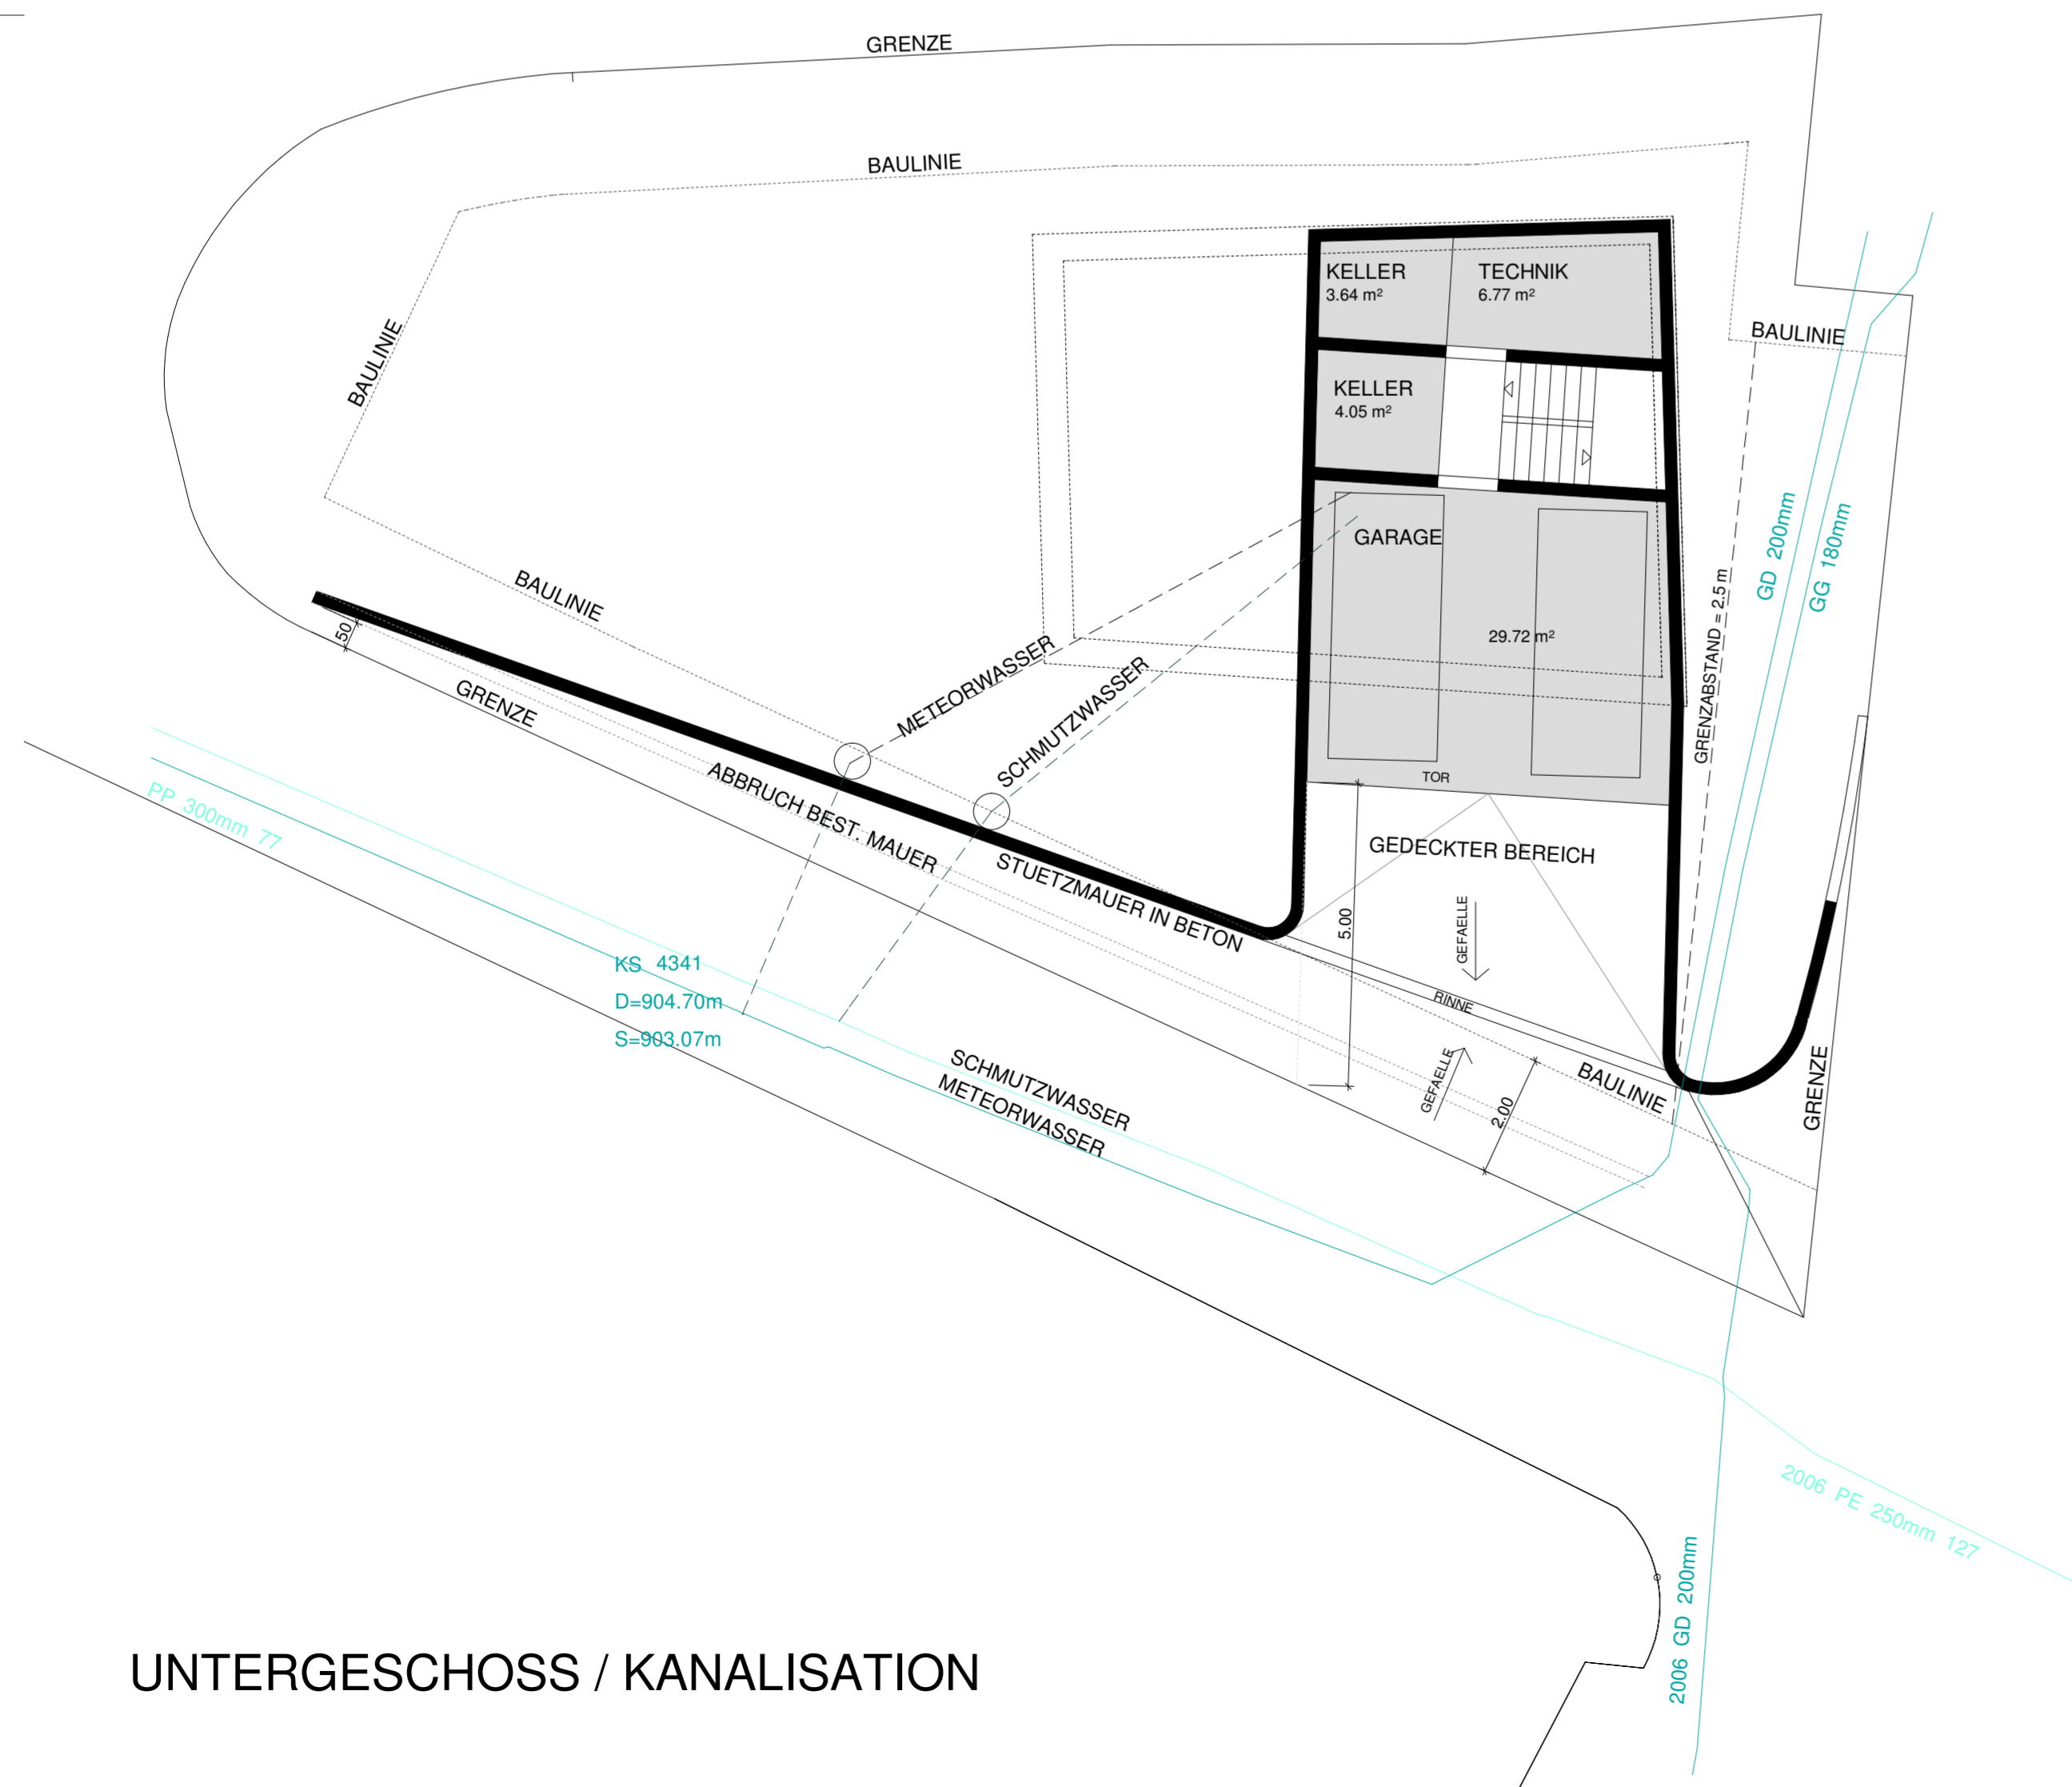 GRENZE
BAULINIE
KELLER
3.64 m²
TECHNIK
6.77 m²
BAULINIE
BAULINIE
KELLER
4.05 m²
GARAGE
29.72 m²
GD 200mm
GG 180mm
GRENZABSTAND = 2.5 m
BAULINIE
.50
GRENZE
METEORWASSER
SCHMUTZWASSER
TOR
ABBRUCH BEST. MAUER
STUETZMAUER IN BETON
GEDECKTER BEREICH
PP 300mm 77
5.00
GEFAELLE
RINNE
KS 4341
D=904.70m
S=903.07m
GEFAELLE
2.00
BAULINIE
GRENZE
SCHMUTZWASSER
METEORWASSER
2006 PE 250mm 127
2006 GD 200mm
UNTERGESCHOSS / KANALISATION